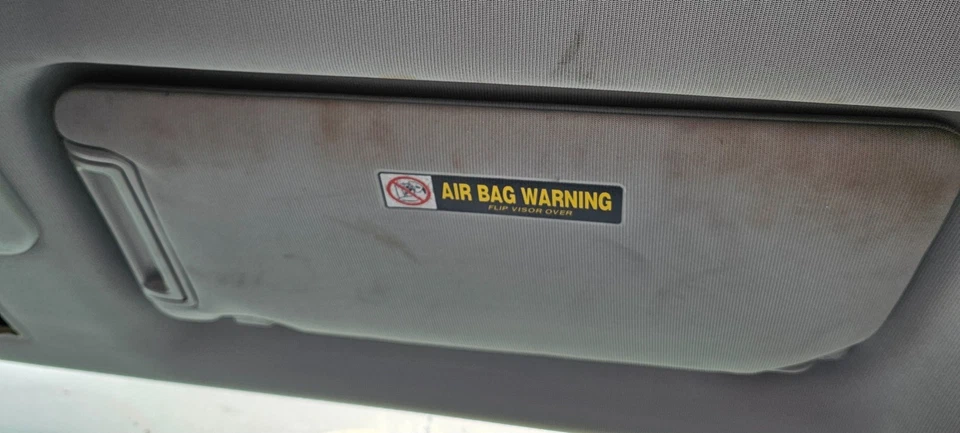 AIR BAG WARNING
FLIP VISOR OVER